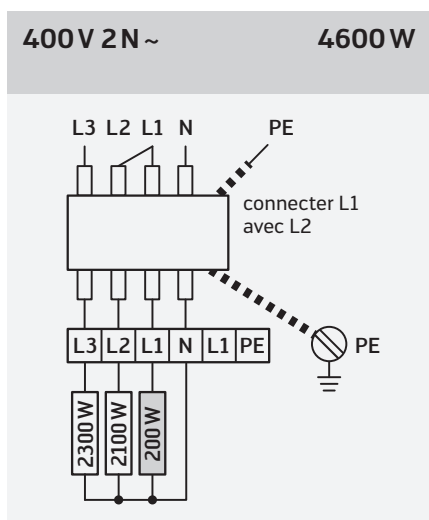 400 V 2 N ~ 4600 W
L3 L2 L1 N PE
connecter L1
avec L2
L3 L2 L1 N L1 PE
PE
2300 W
2100 W
200 W